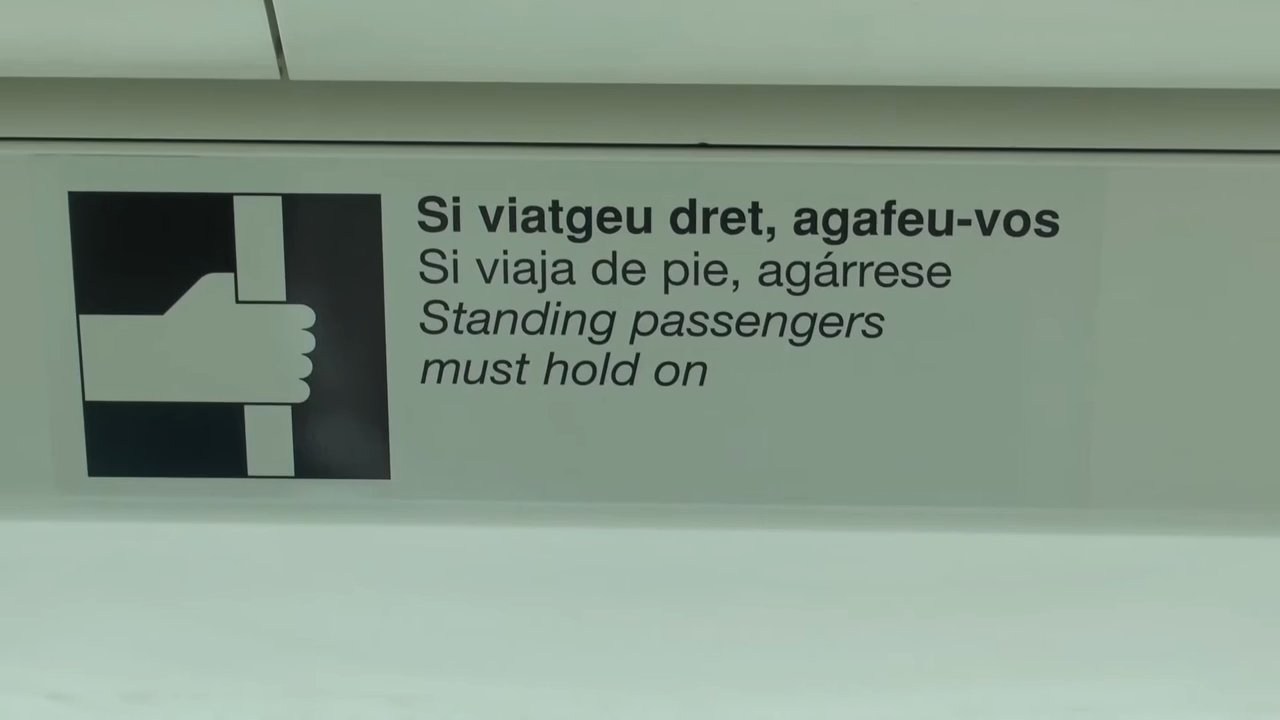 Si viatgeu dret, agafeu-vos
Si viaja de pie, agárrese
Standing passengers
must hold on